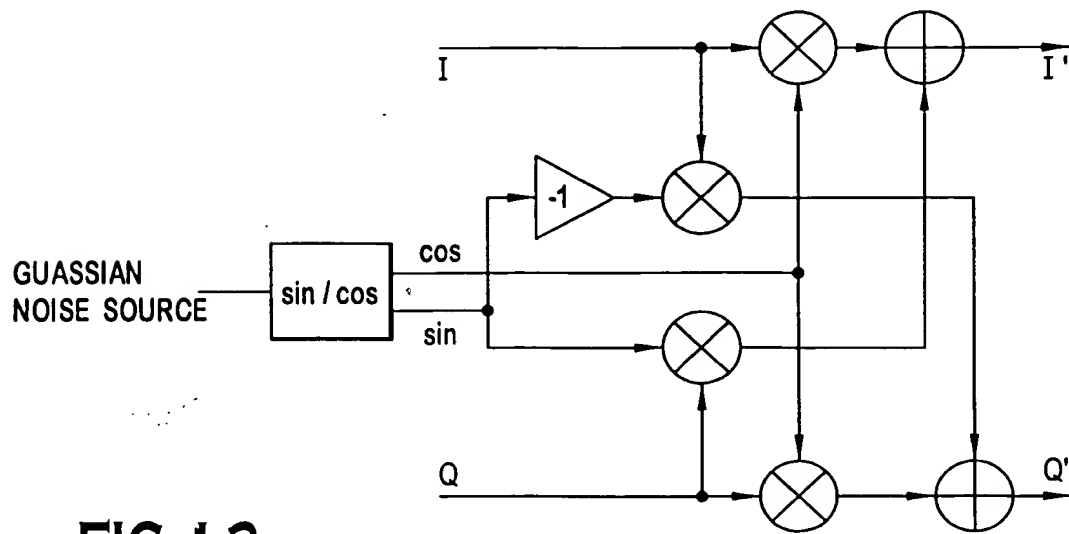 I
I'
-1
GUASSIAN
NOISE SOURCE
sin / cos
cos
sin
Q
Q'